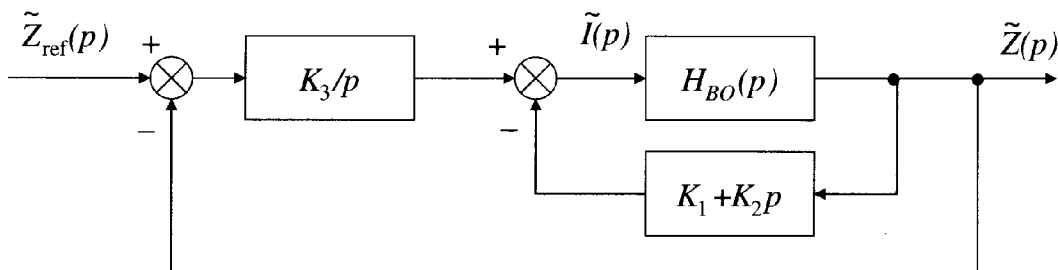 Z̃ref(p)
+
−
K3/p
+
−
Ĩ(p)
HBO(p)
K1+K2p
Z̃(p)